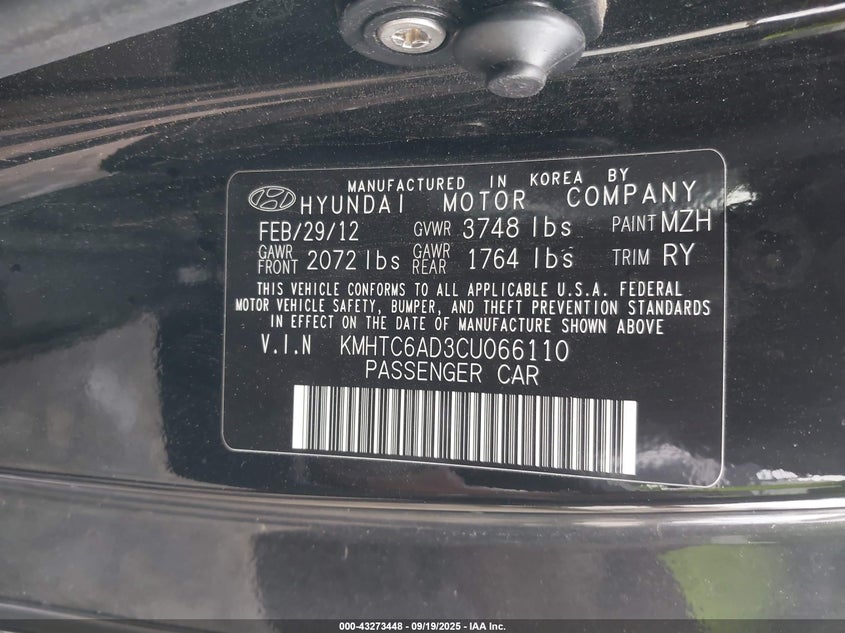 MANUFACTURED IN KOREA BY
HYUNDAI MOTOR COMPANY
FEB/29/12 GVWR 3748 lbs PAINT MZH
GAWR FRONT 2072 lbs GAWR REAR 1764 lbs TRIM RY
THIS VEHICLE CONFORMS TO ALL APPLICABLE U.S.A. FEDERAL
MOTOR VEHICLE SAFETY, BUMPER, AND THEFT PREVENTION STANDARDS
IN EFFECT ON THE DATE OF MANUFACTURE SHOWN ABOVE
V.I.N KMHTC6AD3CU066110
PASSENGER CAR
000-43273448 - 09/19/2025 - IAA Inc.